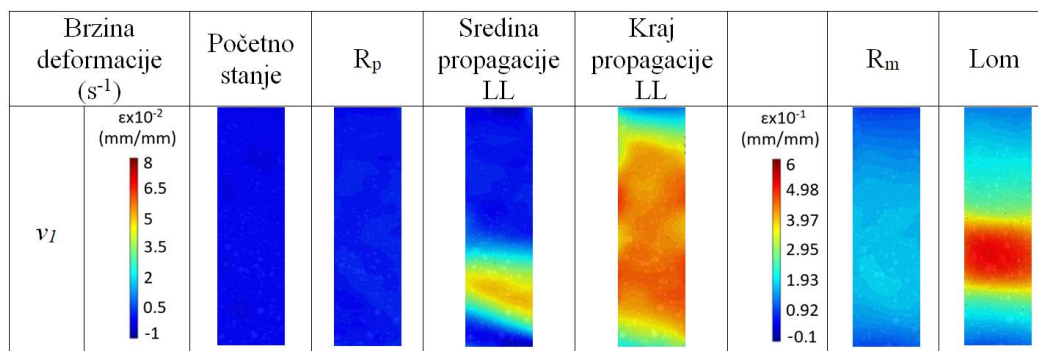 Brzina
deformacije
(s⁻¹)
Početno
stanje
Rₚ
Sredina
propagacije
LL
Kraj
propagacije
LL
Rₘ
Lom
v₁
εx10⁻²
(mm/mm)
8
6.5
5
3.5
2
0.5
-1
εx10⁻¹
(mm/mm)
6
4.98
3.97
2.95
1.93
0.92
-0.1